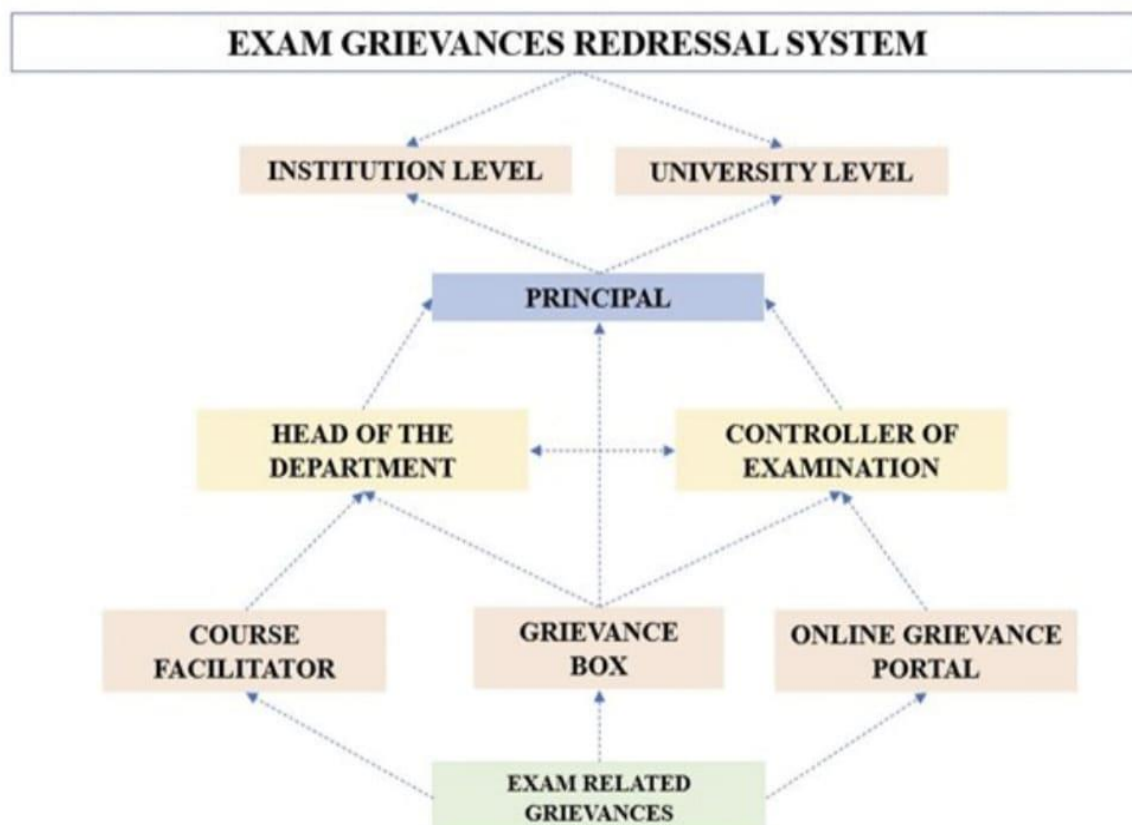 EXAM GRIEVANCES REDRESSAL SYSTEM
INSTITUTION LEVEL
UNIVERSITY LEVEL
PRINCIPAL
HEAD OF THE
DEPARTMENT
CONTROLLER OF
EXAMINATION
COURSE
FACILITATOR
GRIEVANCE
BOX
ONLINE GRIEVANCE
PORTAL
EXAM RELATED
GRIEVANCES